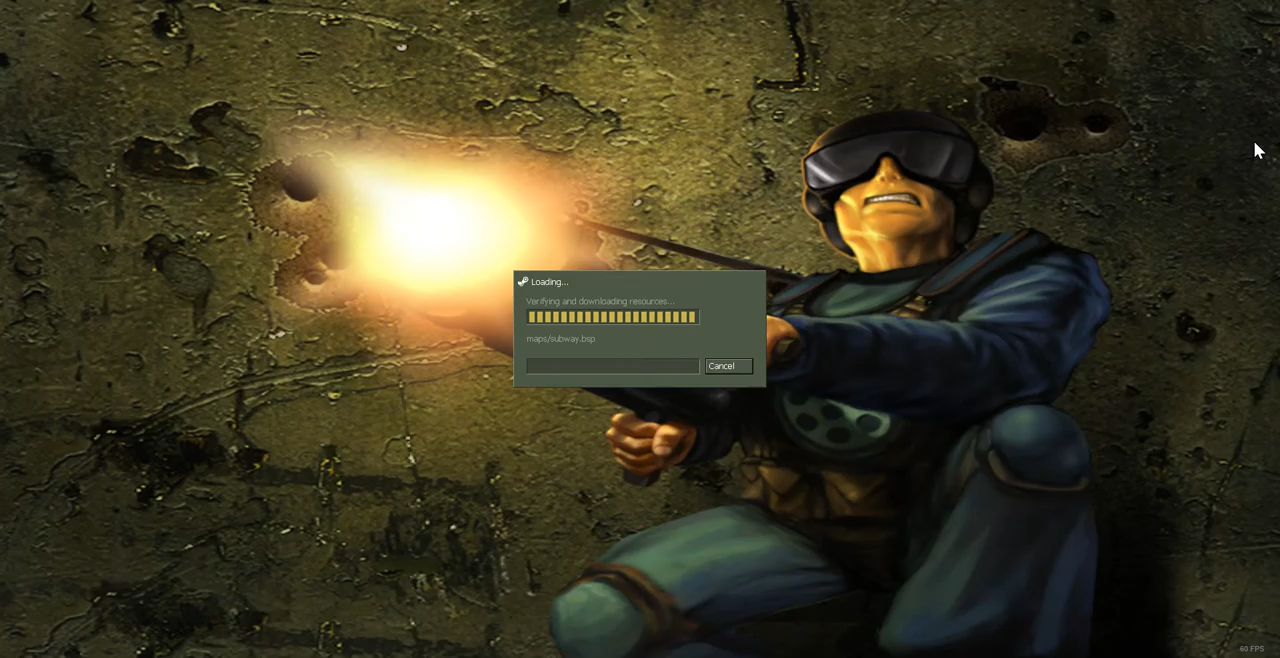 Loading...
Verifying and downloading resources...
maps/subway.bsp
Cancel
60 FPS